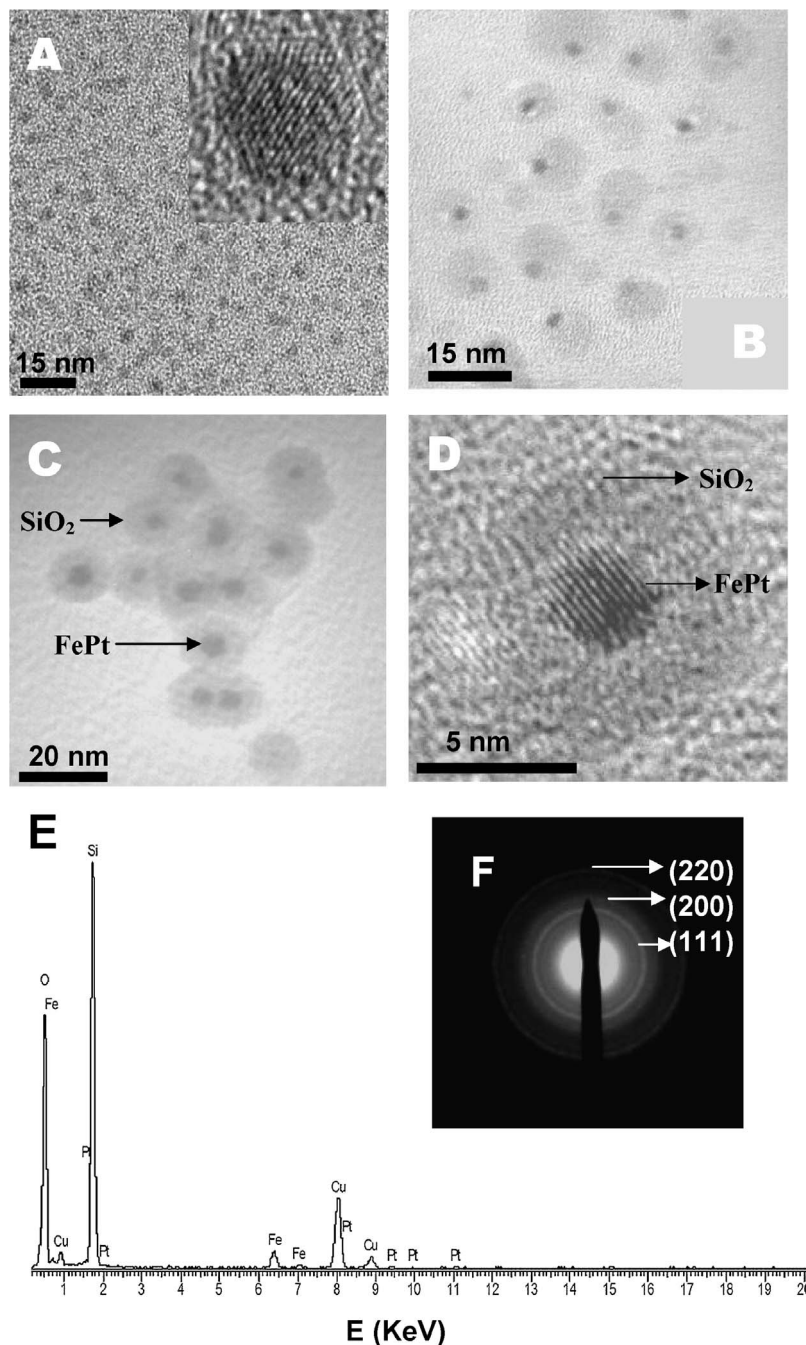 A
15 nm
B
15 nm
C
SiO₂
FePt
20 nm
D
SiO₂
FePt
5 nm
E
Si
O
Fe
Pt
Cu
Pt
Fe
Fe
Cu
Pt
Cu
Pt
Pt
Pt
1 2 3 4 5 6 7 8 9 10 11 12 13 14 15 16 17 18 19 20
E (KeV)
F
(220)
(200)
(111)